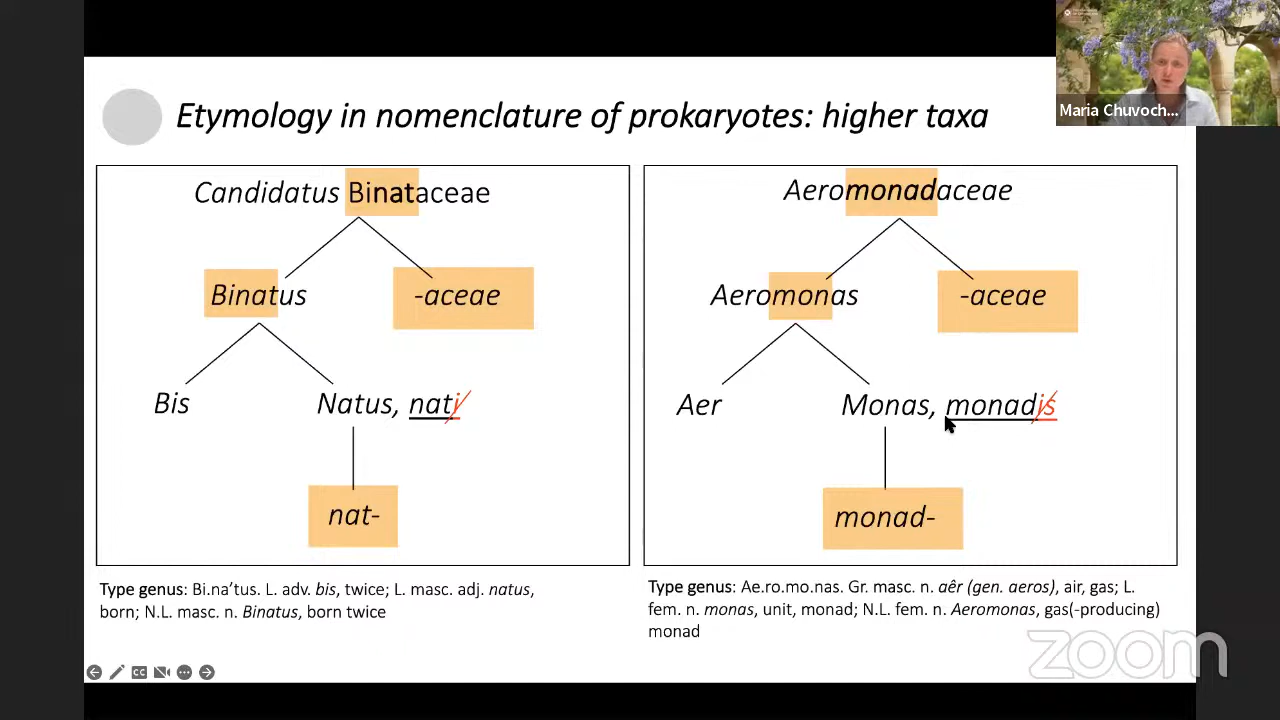 Maria Chuvoch...
Etymology in nomenclature of prokaryotes: higher taxa
Candidatus Binataceae
Binatus
-aceae
Bis
Natus, nati
nat-
Type genus: Bi.na’tus. L. adv. bis, twice; L. masc. adj. natus,
born; N.L. masc. n. Binatus, born twice
Aeromonadaceae
Aeromonas
-aceae
Aer
Monas, monadis
monad-
Type genus: Ae.ro.mo.nas. Gr. masc. n. aêr (gen. aeros), air, gas; L.
fem. n. monas, unit, monad; N.L. fem. n. Aeromonas, gas(-producing)
monad
CC
zoom